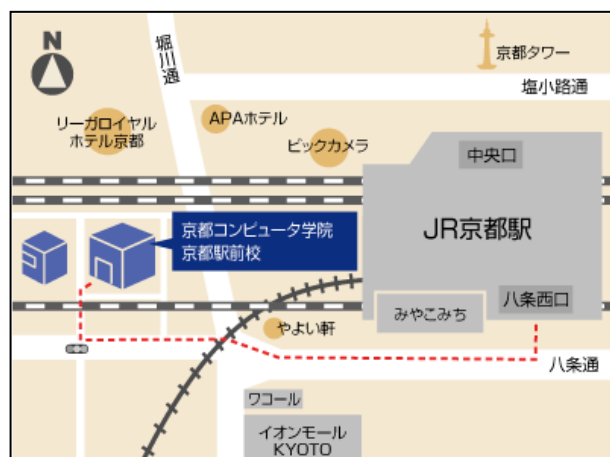 N
堀川通
京都タワー
塩小路通
リーガロイヤル
ホテル京都
APAホテル
ビックカメラ
中央口
京都コンピュータ学院
京都駅前校
JR京都駅
八条西口
みやこみち
やよい軒
八条通
ワコール
イオンモール
KYOTO